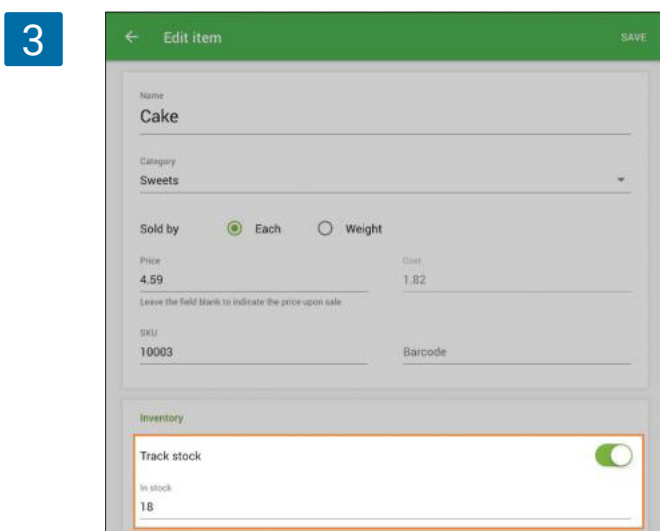 3
Edit item
SAVE
Name
Cake
Category
Sweets
Sold by Each Weight
Price Cost
4.59 1.82
Leave the field blank to indicate the price upon sale
SKU
10003 Barcode
Inventory
Track stock
In stock
18